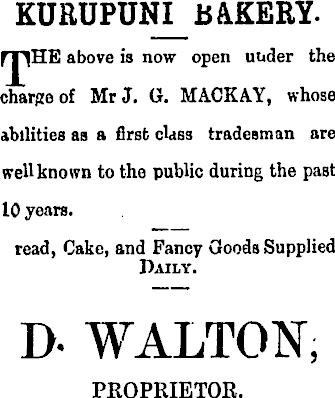 KURUPUNI BAKERY.
THE above is now open under the
charge of Mr J. G. MACKAY, whose
abilities as a first class tradesman are
well known to the public during the past
10 years.
read, Cake, and Fancy Goods Supplied
DAILY.
D. WALTON,
PROPRIETOR.